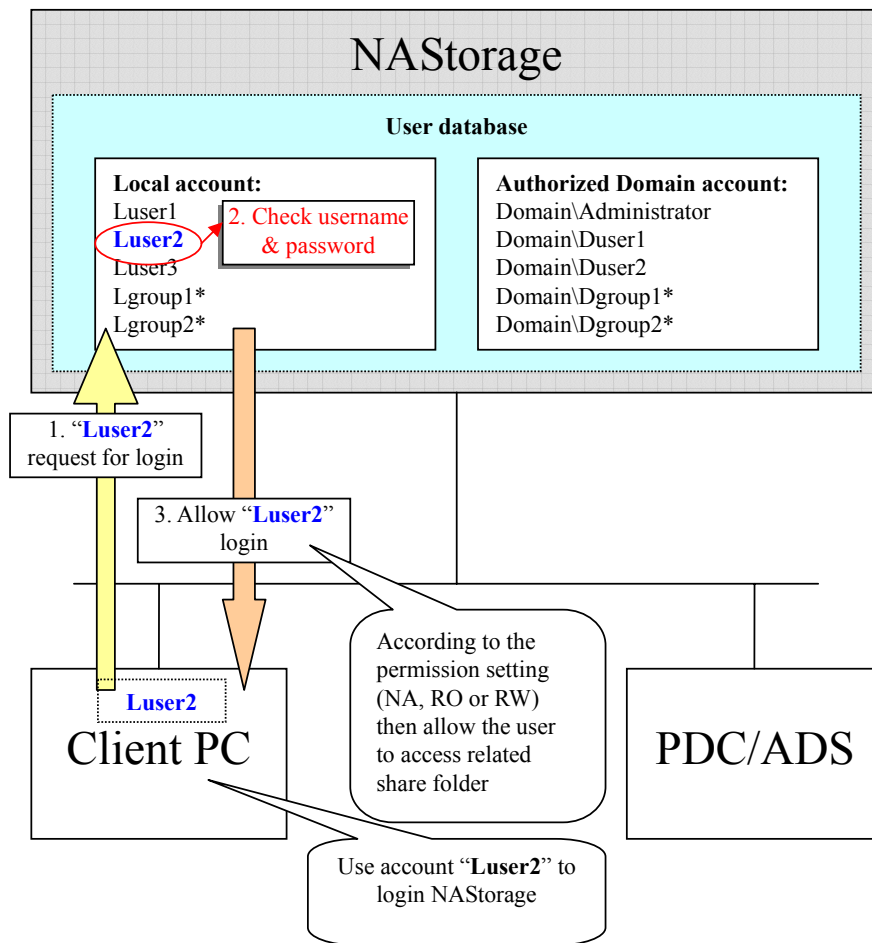 NAStorage
User database
Local account:
Luser1
Luser2
Luser3
Lgroup1*
Lgroup2*
2. Check username
& password
Authorized Domain account:
Domain\Administrator
Domain\Duser1
Domain\Duser2
Domain\Dgroup1*
Domain\Dgroup2*
1. “Luser2”
request for login
3. Allow “Luser2”
login
According to the
permission setting
(NA, RO or RW)
then allow the user
to access related
share folder
Luser2
Client PC
PDC/ADS
Use account “Luser2” to
login NAStorage